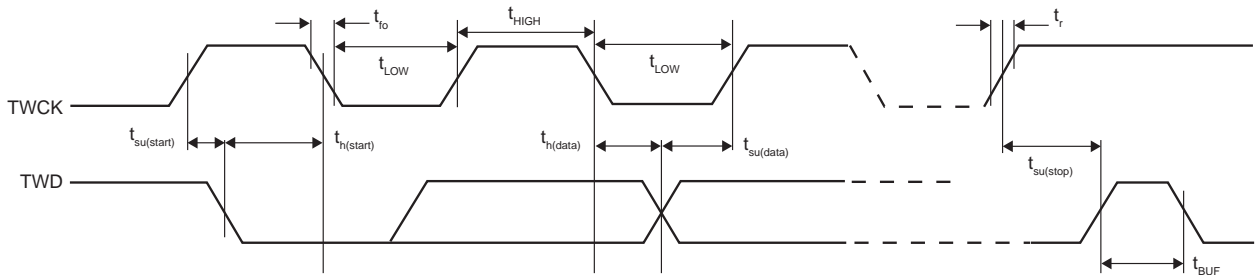 t_fo
t_HIGH
t_r
t_LOW
t_LOW
TWCK
t_su(start)
t_h(start)
t_h(data)
t_su(data)
t_su(stop)
TWD
t_BUF